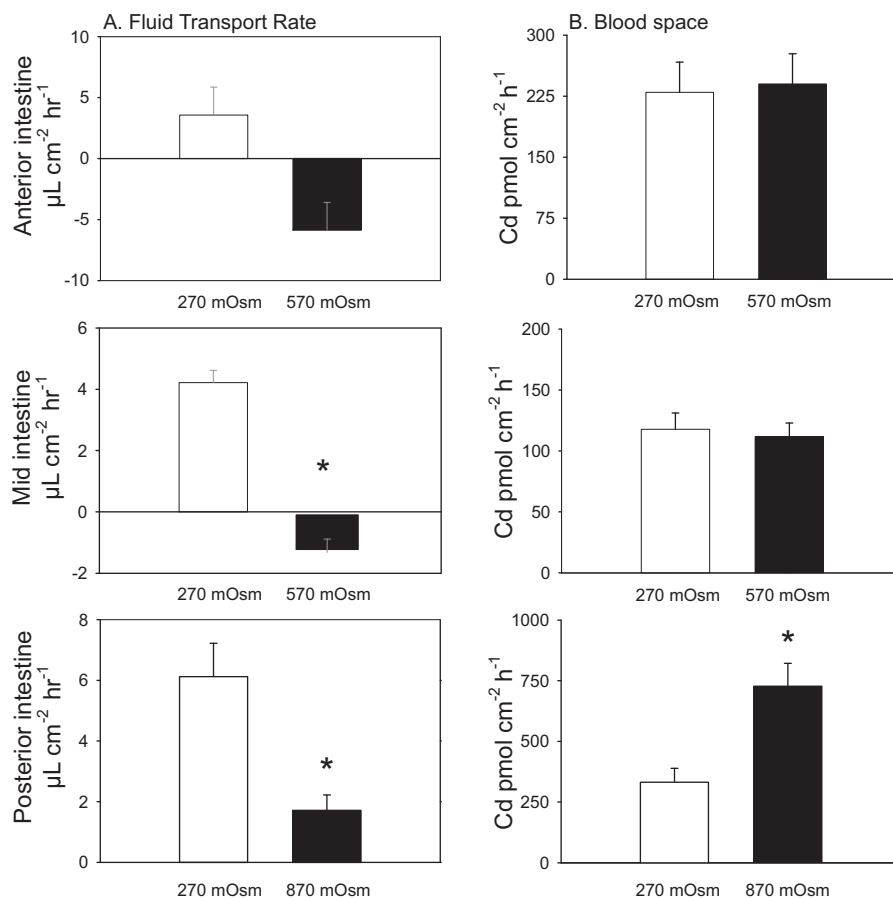 A. Fluid Transport Rate
Anterior intestine
µL cm-2 hr-1
10
5
0
-5
-10
270 mOsm 570 mOsm
B. Blood space
Cd pmol cm-2 h-1
300
225
150
75
0
270 mOsm 570 mOsm
Mid intestine
µL cm-2 hr-1
6
4
2
0
-2
*
270 mOsm 570 mOsm
Cd pmol cm-2 h-1
200
150
100
50
0
270 mOsm 570 mOsm
Posterior intestine
µL cm-2 hr-1
8
6
4
2
0
*
270 mOsm 870 mOsm
Cd pmol cm-2 h-1
1000
750
500
250
0
*
270 mOsm 870 mOsm